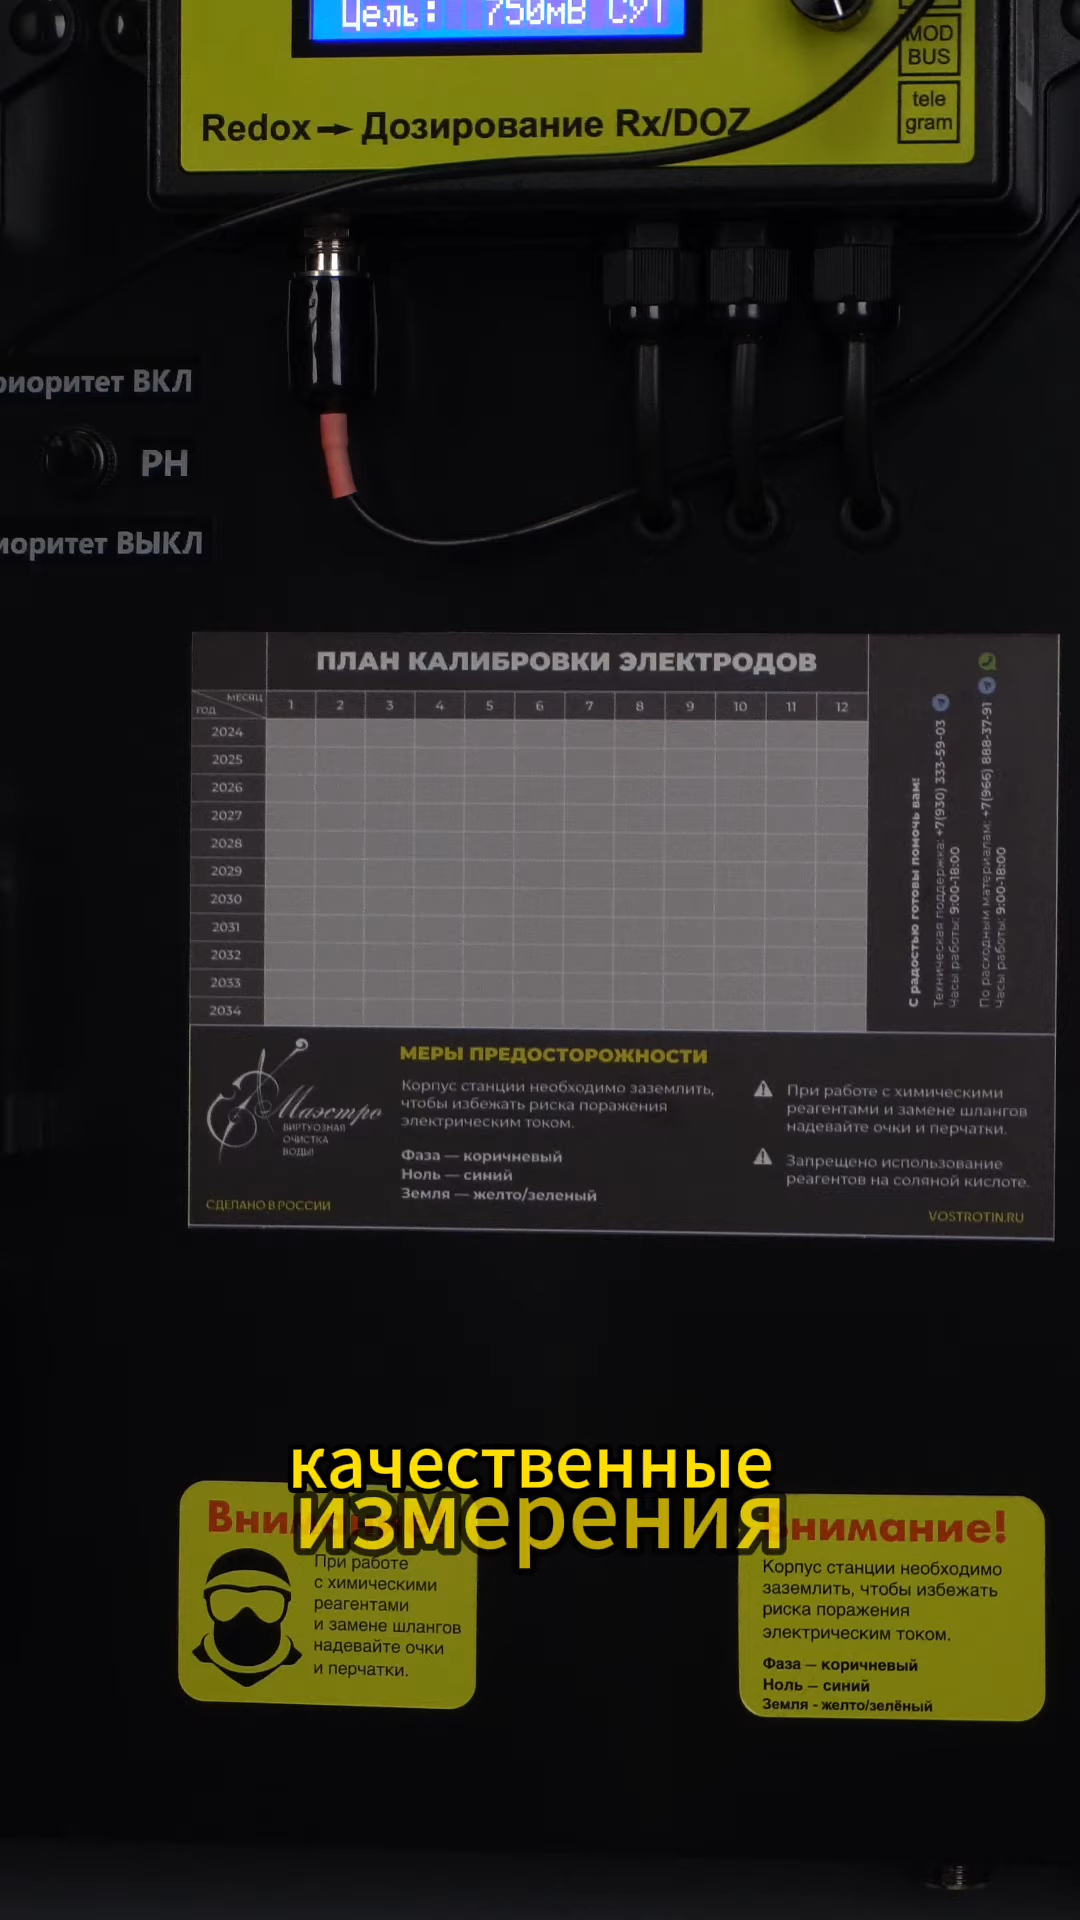 Цель: 750мВ СУТ
MOD
BUS
tele
gram
Redox → Дозирование Rx/DOZ
риоритет ВКЛ
PH
иоритет ВЫКЛ
ПЛАН КАЛИБРОВКИ ЭЛЕКТРОДОВ
МЕСЯЦ
ГОД
1 2 3 4 5 6 7 8 9 10 11 12
2024
2025
2026
2027
2028
2029
2030
2031
2032
2033
2034
С радостью готовы помочь вам!
Техническая поддержка: +7(930) 333-59-03
Часы работы: 9:00-18:00
По расходным материалам: +7(966) 888-37-91
Часы работы: 9:00-18:00
Маэстро
ВИРТУОЗНАЯ
ОЧИСТКА
ВОДЫ!
СДЕЛАНО В РОССИИ
МЕРЫ ПРЕДОСТОРОЖНОСТИ
Корпус станции необходимо заземлить,
чтобы избежать риска поражения
электрическим током.
Фаза — коричневый
Ноль — синий
Земля — желто/зеленый
При работе с химическими
реагентами и замене шлангов
надевайте очки и перчатки.
Запрещено использование
реагентов на соляной кислоте.
VOSTROTIN.RU
качественные
измерения
При работе
с химическими
реагентами
и замене шлангов
надевайте очки
и перчатки.
Внимание!
Корпус станции необходимо
заземлить, чтобы избежать
риска поражения
электрическим током.
Фаза – коричневый
Ноль – синий
Земля - желто/зелёный